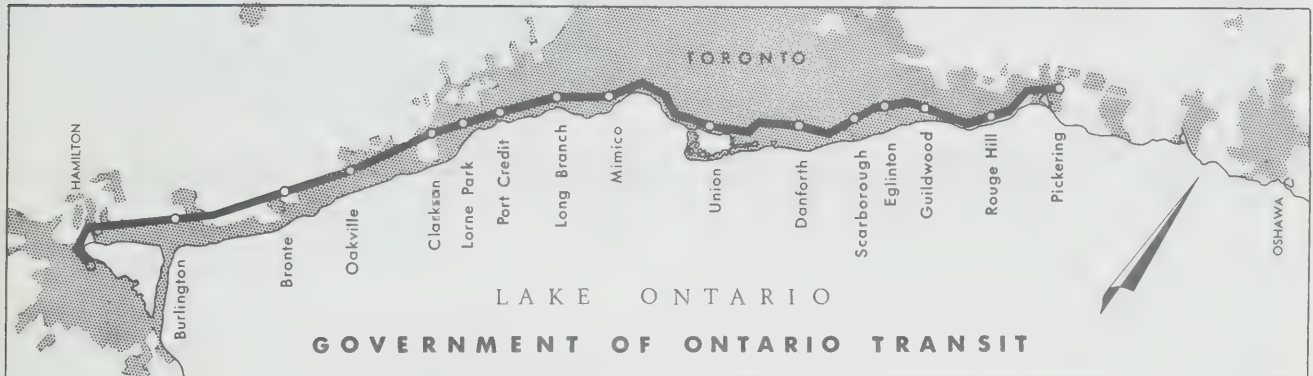 TORONTO
HAMILTON
Burlington
Bronte
Oakville
Clarkson
Lorne Park
Port Credit
Long Branch
Mimico
Union
Danforth
Scarborough
Eglinton
Guildwood
Rouge Hill
Pickering
OSHAWA
LAKE ONTARIO
GOVERNMENT OF ONTARIO TRANSIT